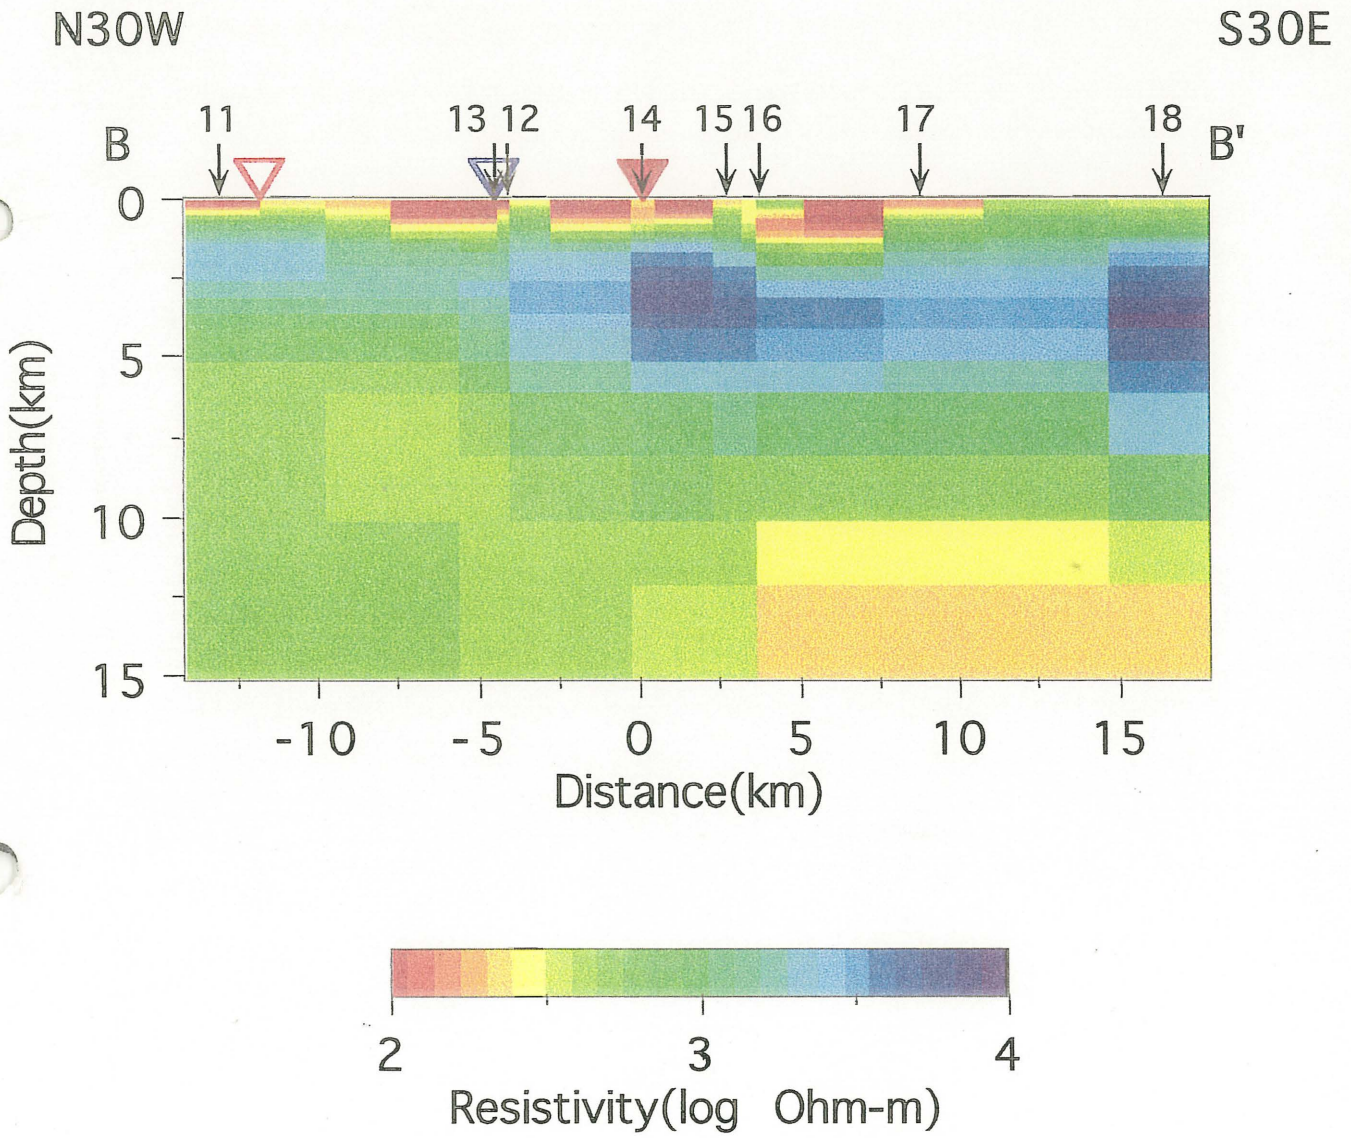 N30W S30E
11 13 12 14 15 16 17 18
B B'
0
5
10
15
Depth(km)
-10 -5 0 5 10 15
Distance(km)
2 3 4
Resistivity(log Ohm-m)